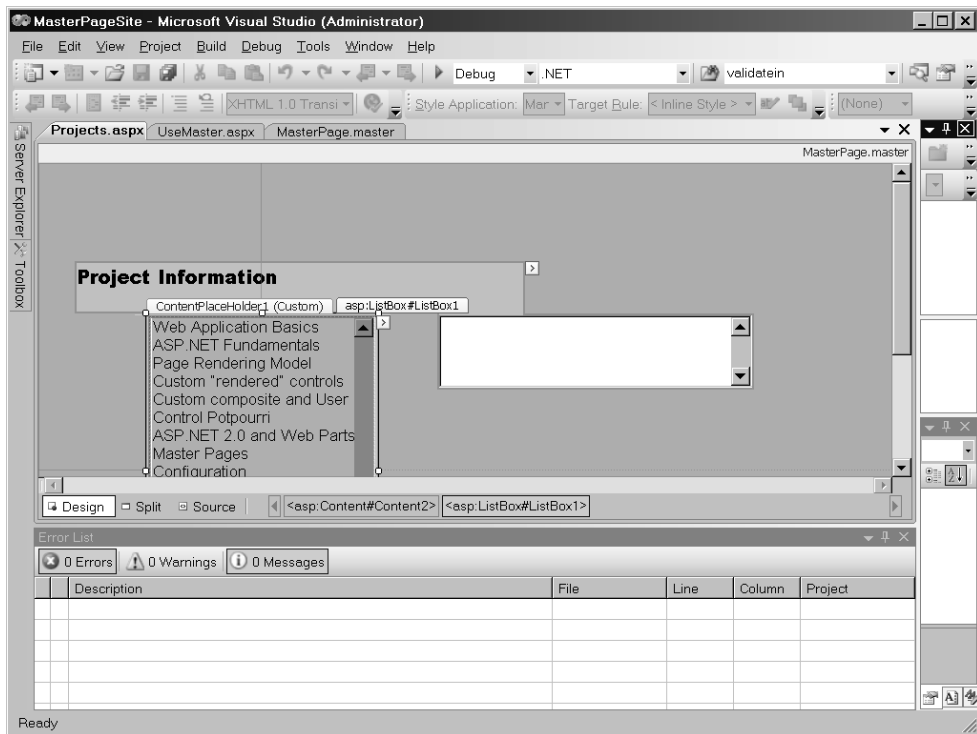 MasterPageSite - Microsoft Visual Studio (Administrator)
File Edit View Project Build Debug Tools Window Help
Debug .NET validatein
XHTML 1.0 Transi Style Application: Mar Target Rule: < Inline Style > (None)
Server Explorer
Toolbox
Projects.aspx UseMaster.aspx MasterPage.master
MasterPage.master
Project Information
ContentPlaceHolder1 (Custom) asp:ListBox#ListBox1
Web Application Basics
ASP.NET Fundamentals
Page Rendering Model
Custom "rendered" controls
Custom composite and User
Control Potpourri
ASP.NET 2.0 and Web Parts
Master Pages
Configuration
Design Split Source <asp:Content#Content2> <asp:ListBox#ListBox1>
Error List
0 Errors 0 Warnings 0 Messages
Description File Line Column Project
Ready